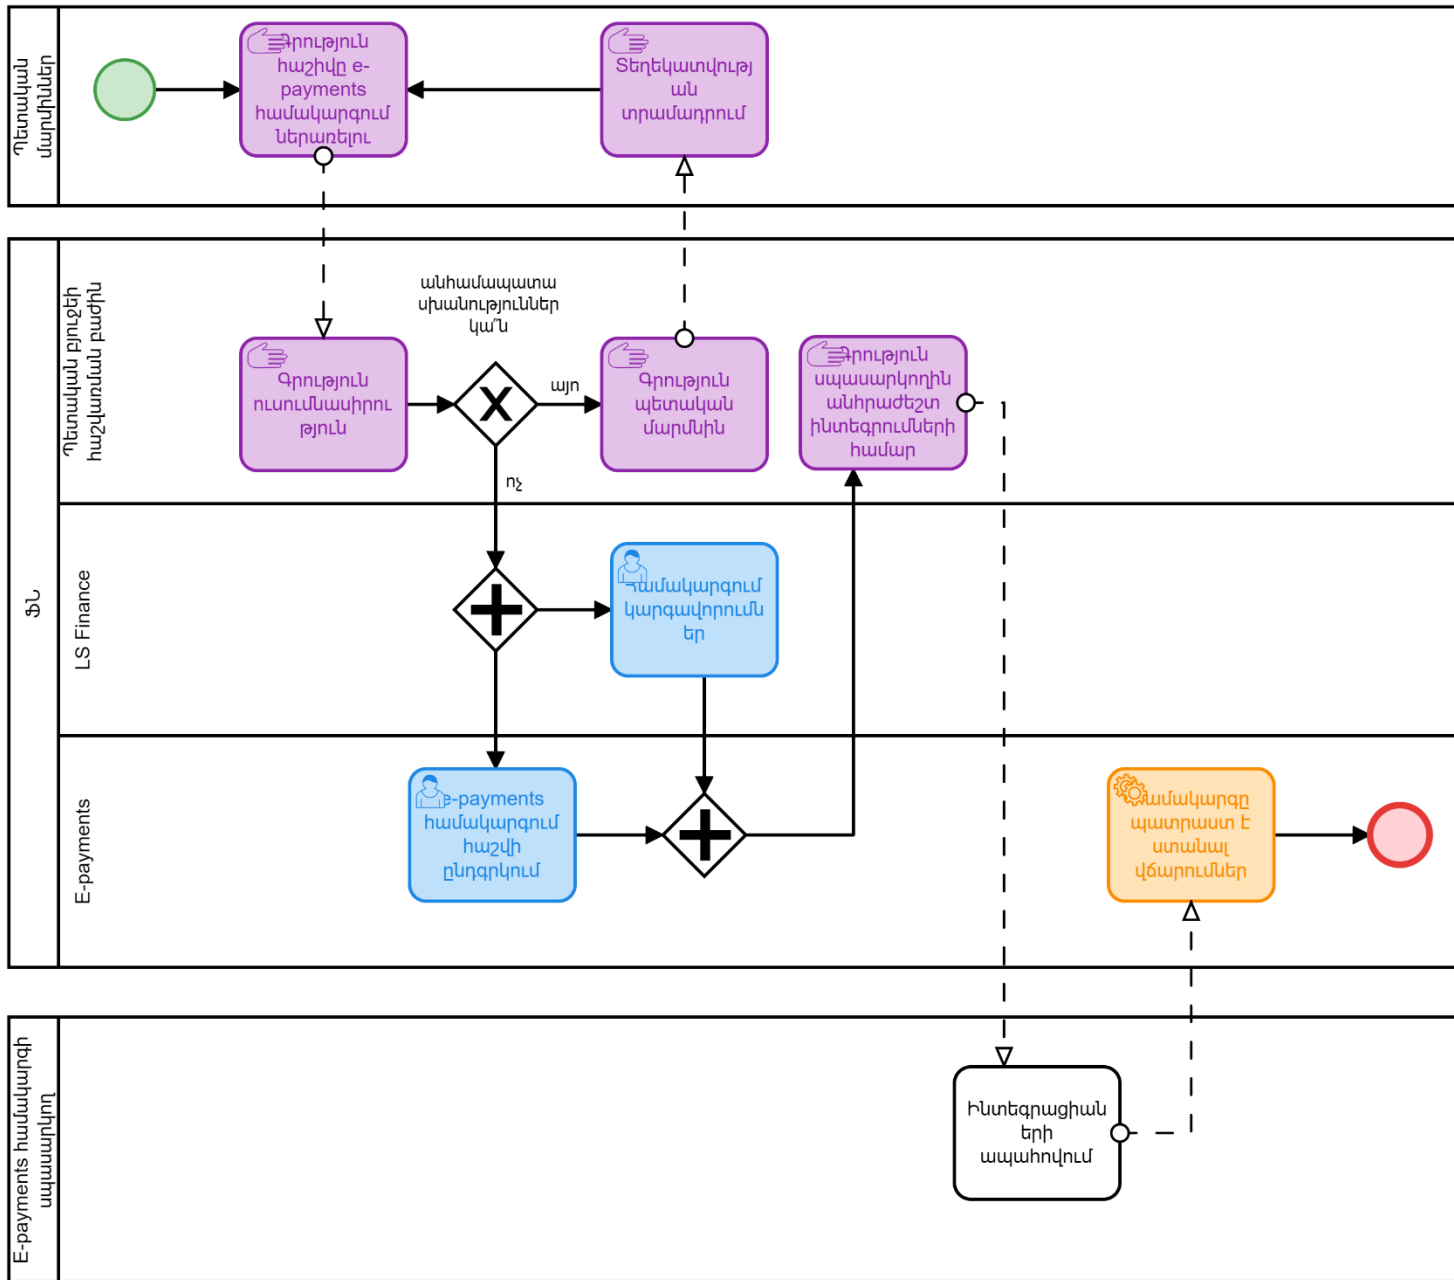 Պետական
մարմիններ
Գրություն
հաշիվը e-
payments
համակարգում
ներառելու
Տեղեկատվությ
ան
տրամադրում
ՖՆ
Պետական բյուջեի
հաշվառման բաժին
Գրություն
ուսումնասիրու
թյուն
անհամապատա
սխանություններ
կա՞ն
այո
ոչ
Գրություն
պետական
մարմնին
Գրություն
սպասարկողին
անհրաժեշտ
ինտեգրումների
համար
LS Finance
Համակարգում
կարգավորումն
եր
E-payments
e-payments
համակարգում
հաշվի
ընդգրկում
Համակարգը
պատրաստ է
ստանալ
վճարումներ
E-payments համակարգի
սպասարկող
Ինտեգրացիան
երի
ապահովում